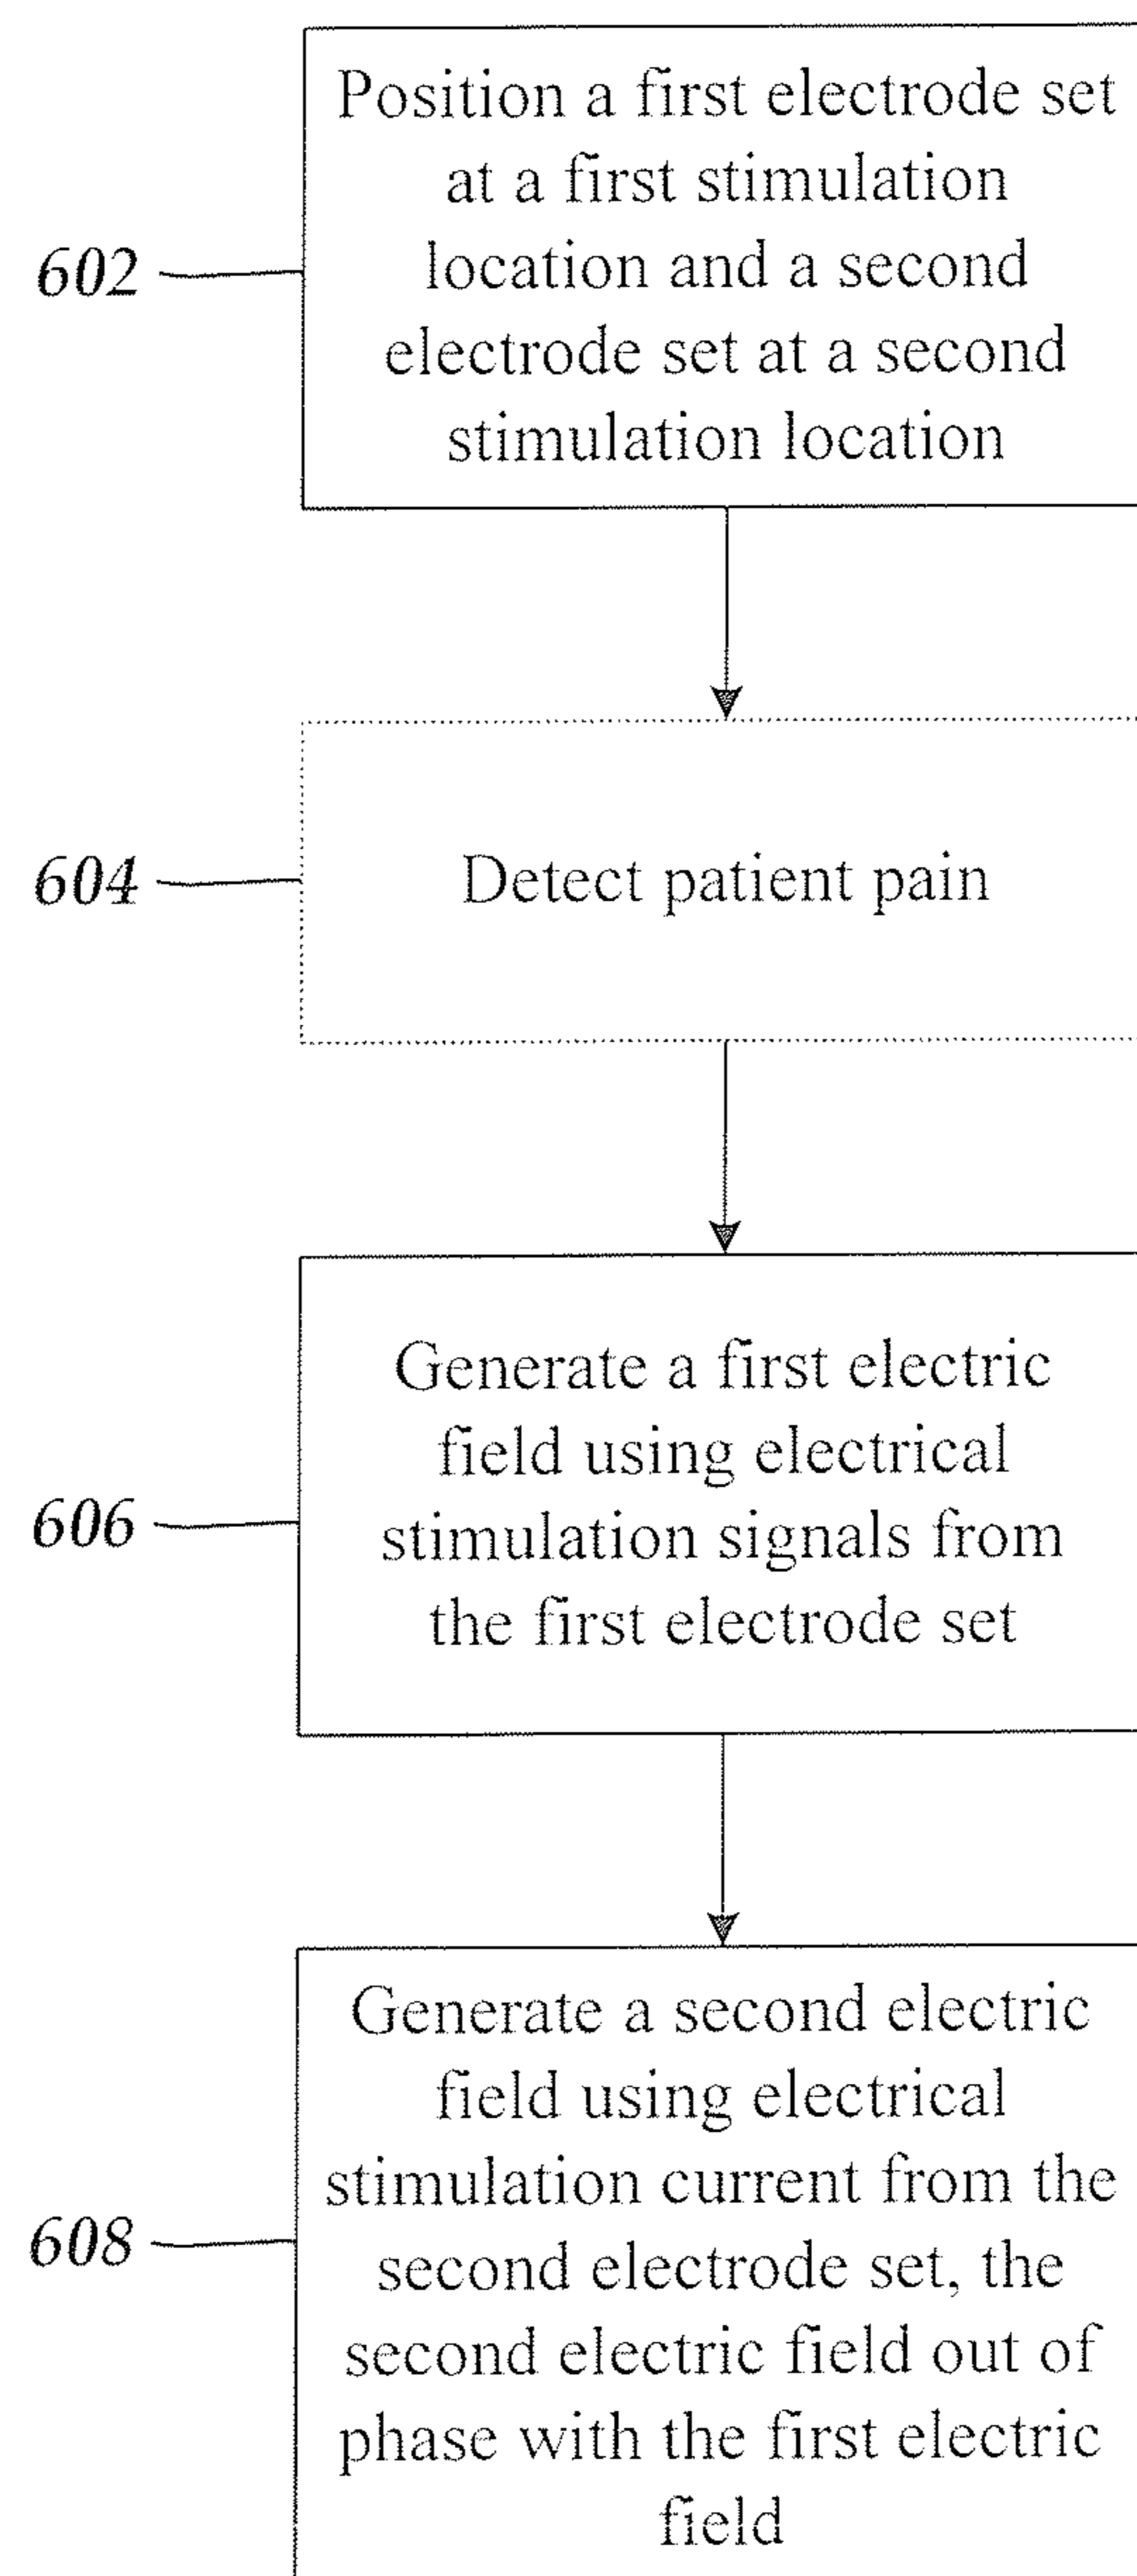 Position a first electrode set
at a first stimulation
location and a second
electrode set at a second
stimulation location
602
604
Detect patient pain
Generate a first electric
field using electrical
stimulation signals from
the first electrode set
606
Generate a second electric
field using electrical
stimulation current from the
second electrode set, the
second electric field out of
phase with the first electric
field
608